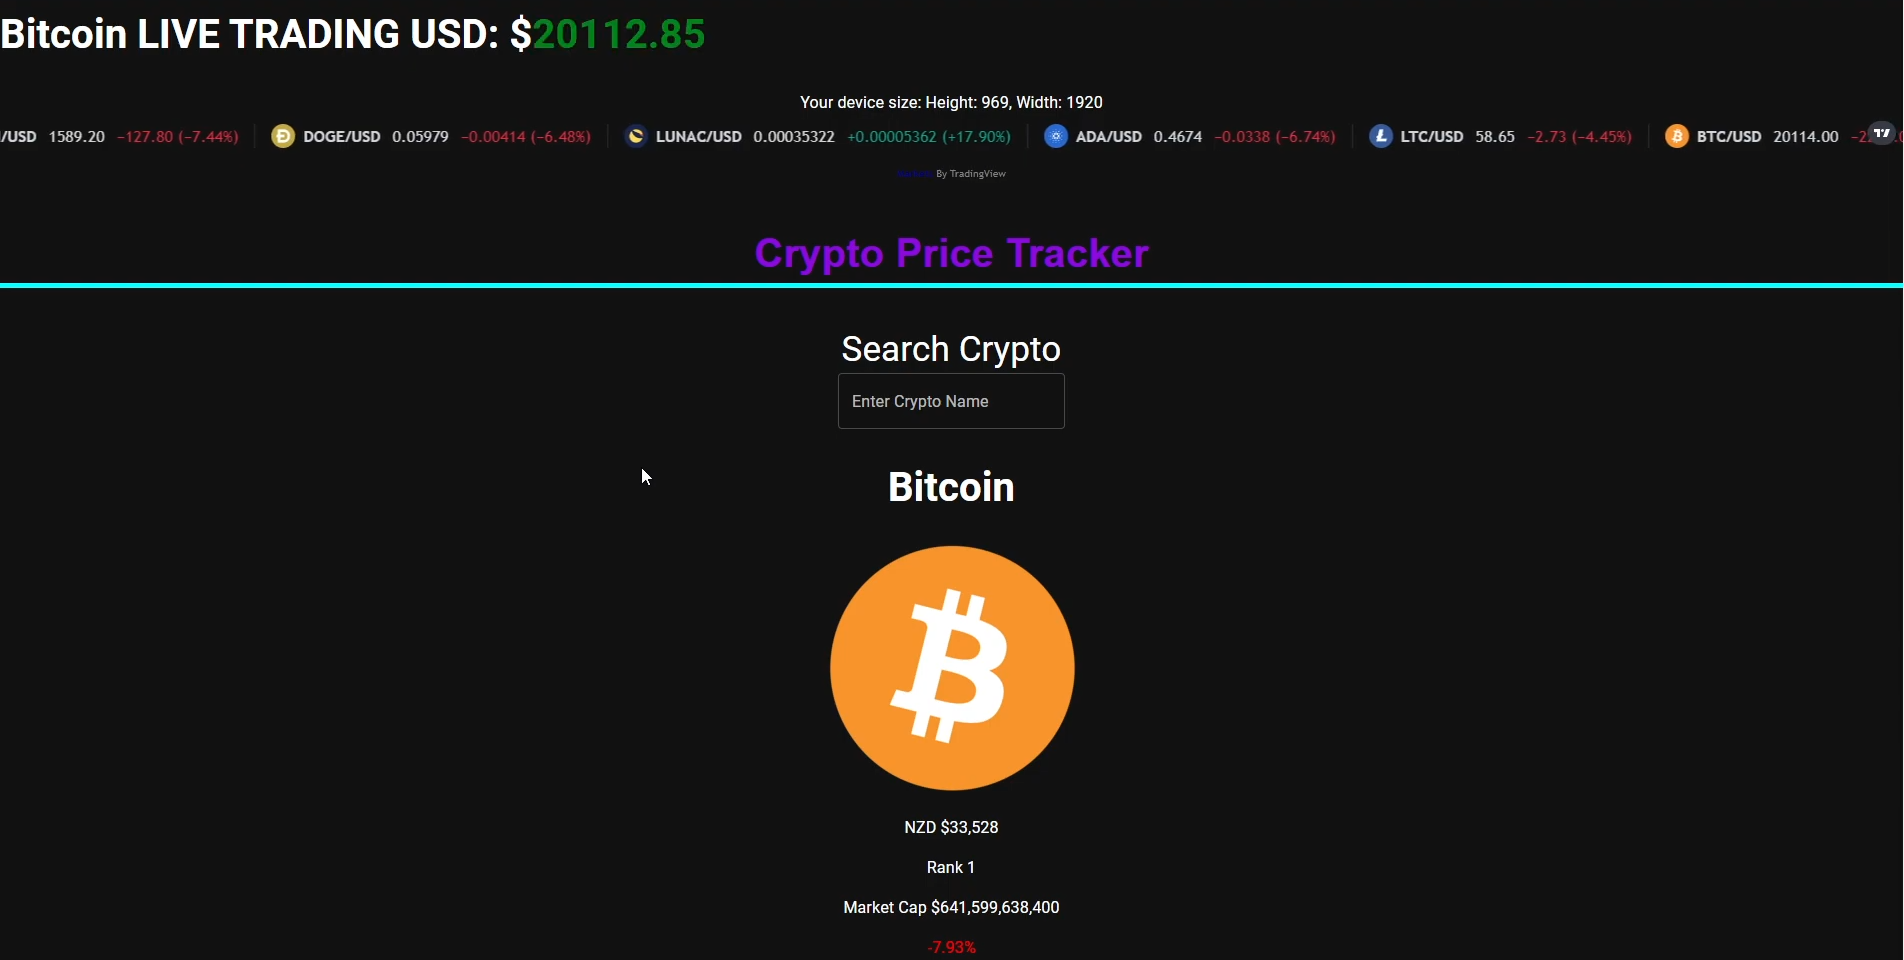 Bitcoin LIVE TRADING USD: $20112.85
Your device size: Height: 969, Width: 1920
/USD 1589.20 −127.80 (−7.44%) DOGE/USD 0.05979 −0.00414 (−6.48%) LUNAC/USD 0.00035322 +0.00005362 (+17.90%) ADA/USD 0.4674 −0.0338 (−6.74%) LTC/USD 58.65 −2.73 (−4.45%) BTC/USD 20114.00
By TradingView
Crypto Price Tracker
Search Crypto
Enter Crypto Name
Bitcoin
NZD $33,528
Rank 1
Market Cap $641,599,638,400
-7.93%